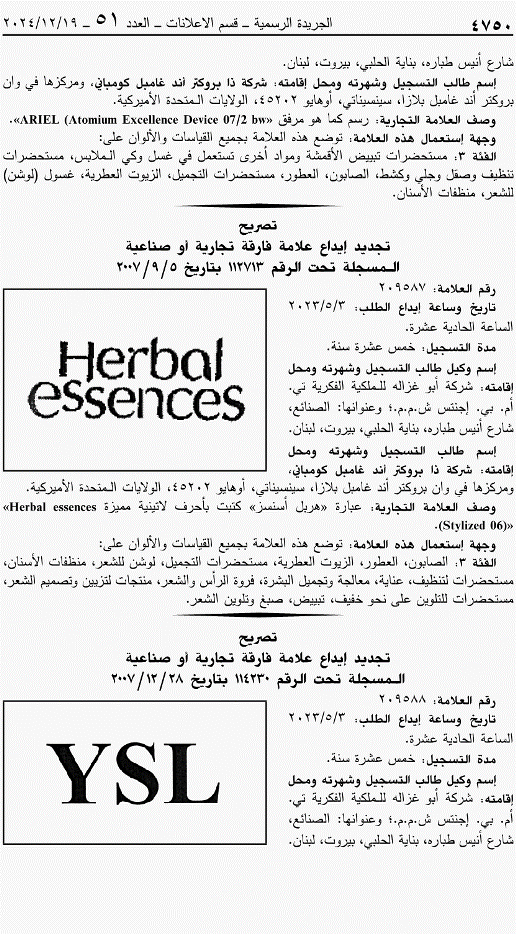 ٤٧٥٠
الجريدة الرسمية – قسم الاعلانات – العدد ٥١ – ٢٠٢٤/١٢/١٩
شارع أنيس طباره، بناية الحلبي، بيروت، لبنان.
إسم طالب التسجيل وشهرته ومحل إقامته: شركة ذا بروكتر أند غامبل كومباني، ومركزها في وان
بروكتر أند غامبل بلازا، سينسيناتي، أوهايو ٤٥٢٠٢، الولايات المتحدة الأميركية.
وصف العلامة التجارية: رسم كما هو مرفق «ARIEL (Atomium Excellence Device 07/2 bw».
وجهة إستعمال هذه العلامة: توضع هذه العلامة بجميع القياسات والألوان على:
الفئة ٣: مستحضرات تبييض الأقمشة ومواد أخرى تستعمل في غسل وكي الملابس، مستحضرات
تنظيف وصقل وجلي وكشط، الصابون، العطور، مستحضرات التجميل، الزيوت العطرية، غسول (لوشن)
للشعر، منظفات الأسنان.
تصريح
تجديد إيداع علامة فارقة تجارية أو صناعية
المسجلة تحت الرقم ١١٢٧١٣ بتاريخ ٢٠٠٧/٩/٥
رقم العلامة: ٢٠٩٥٨٧
تاريخ وساعة إيداع الطلب: ٢٠٢٣/٥/٣
الساعة الحادية عشرة.
مدة التسجيل: خمس عشرة سنة.
إسم وكيل طالب التسجيل وشهرته ومحل
إقامته: شركة أبو غزاله للملكية الفكرية تي.
أم. بي. إجنتس ش.م.م.؛ وعنوانها: الصنائع،
شارع أنيس طباره، بناية الحلبي، بيروت، لبنان.
إسم طالب التسجيل وشهرته ومحل
إقامته: شركة ذا بروكتر أند غامبل كومباني،
Herbal
essences
ومركزها في وان بروكتر أند غامبل بلازا، سينسيناتي، أوهايو ٤٥٢٠٢، الولايات المتحدة الأميركية.
وصف العلامة التجارية: عبارة «هربل أسنسز» كتبت بأحرف لاتينية مميزة «Herbal essences
(Stylized 06)».
وجهة إستعمال هذه العلامة: توضع هذه العلامة بجميع القياسات والألوان على:
الفئة ٣: الصابون، العطور، الزيوت العطرية، مستحضرات التجميل، لوشن للشعر، منظفات الأسنان،
مستحضرات لتنظيف، عناية، معالجة وتجميل البشرة، فروة الرأس والشعر، منتجات لتزيين وتصميم الشعر،
مستحضرات للتلوين على نحو خفيف، تبييض، صبغ وتلوين الشعر.
تصريح
تجديد إيداع علامة فارقة تجارية أو صناعية
المسجلة تحت الرقم ١١٤٢٣٠ بتاريخ ٢٠٠٧/١٢/٢٨
رقم العلامة: ٢٠٩٥٨٨
تاريخ وساعة إيداع الطلب: ٢٠٢٣/٥/٣
الساعة الحادية عشرة.
مدة التسجيل: خمس عشرة سنة.
إسم وكيل طالب التسجيل وشهرته ومحل
إقامته: شركة أبو غزاله للملكية الفكرية تي.
أم. بي. إجنتس ش.م.م.؛ وعنوانها: الصنائع،
شارع أنيس طباره، بناية الحلبي، بيروت، لبنان.
YSL